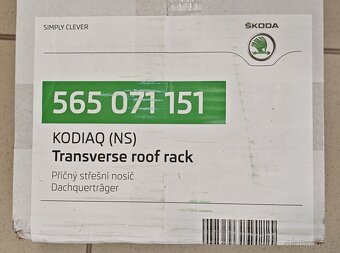 SIMPLY CLEVER
ŠKODA
565 071 151
KODIAQ (NS)
Transverse roof rack
Příčný střešní nosič
Dachquerträger